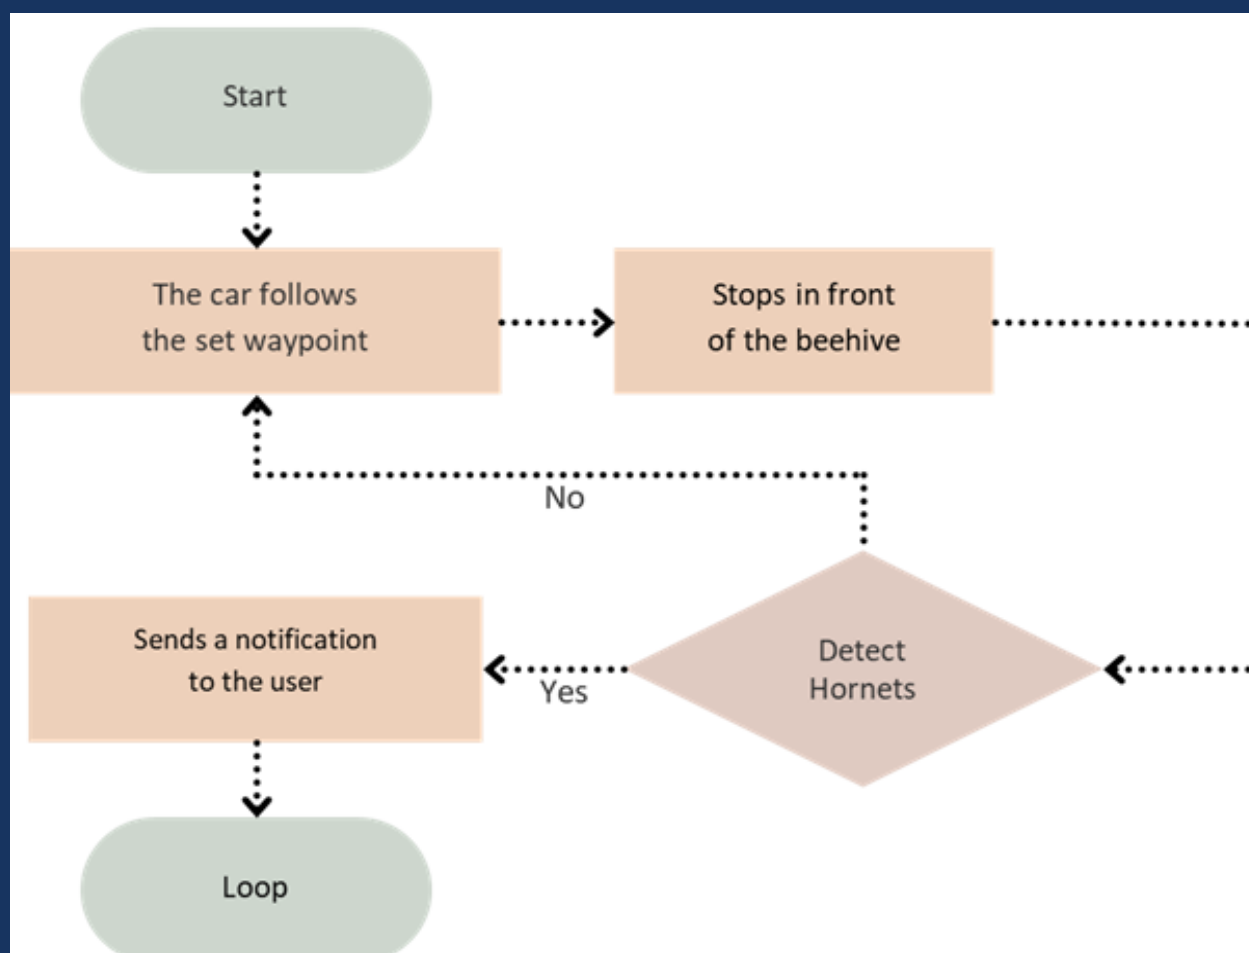 Start
The car follows
the set waypoint
Stops in front
of the beehive
No
Detect
Hornets
Yes
Sends a notification
to the user
Loop